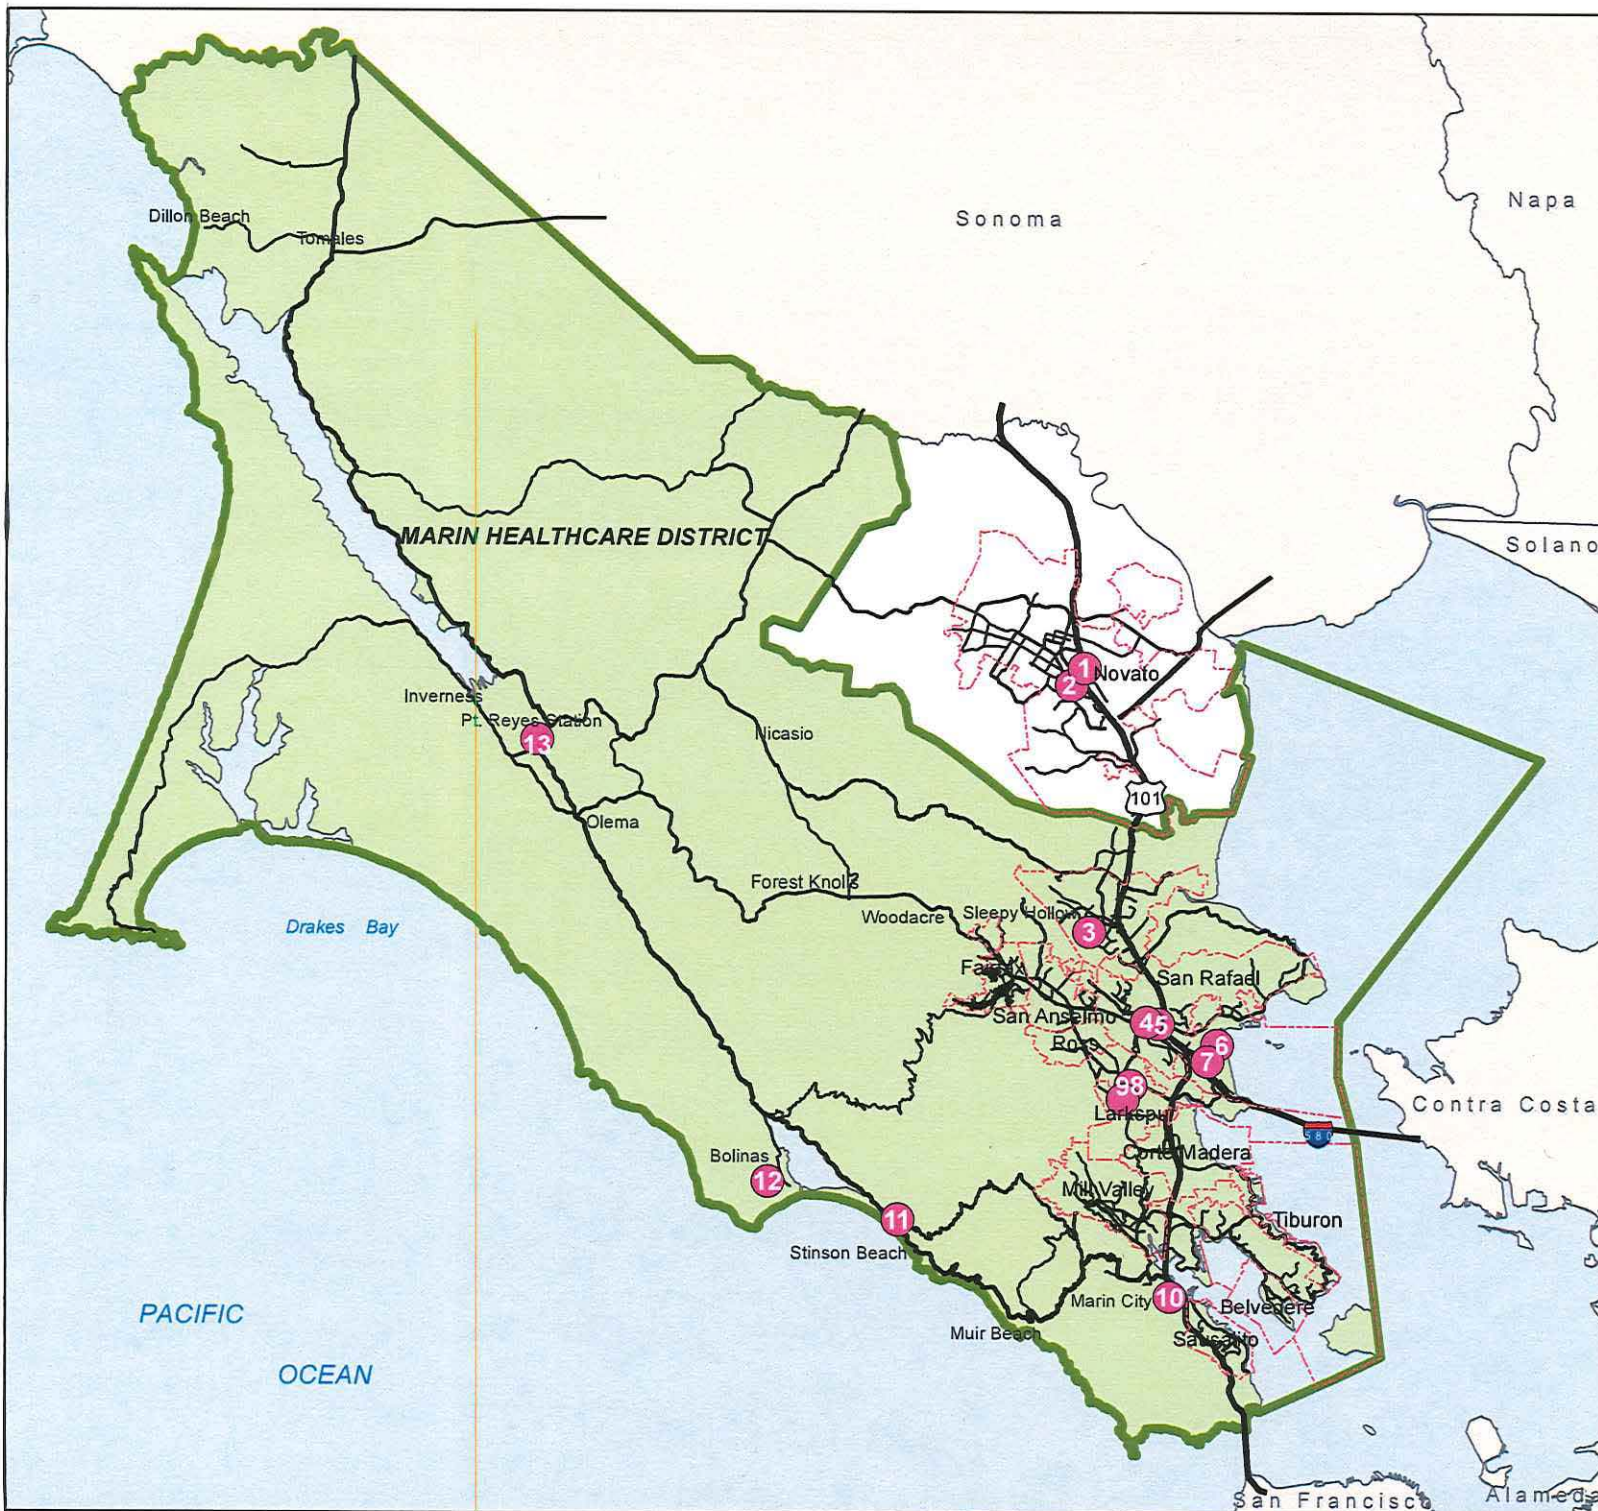 Napa
Sonoma
Dillon Beach
Tomales
MARIN HEALTHCARE DISTRICT
Solano
1
Novato
2
Inverness
Pt. Reyes Station
13
Nicasio
101
Olema
Forest Knolls
Woodacre
Sleepy Hollow
3
Drakes Bay
Fairfax
San Rafael
San Anselmo
45
Ross
6
7
98
Larkspur
Contra Costa
580
Corte Madera
Bolinas
12
Mill Valley
11
Tiburon
Stinson Beach
Marin City
10
Belvedere
PACIFIC
Muir Beach
Sausalito
OCEAN
San Francisco
Alameda